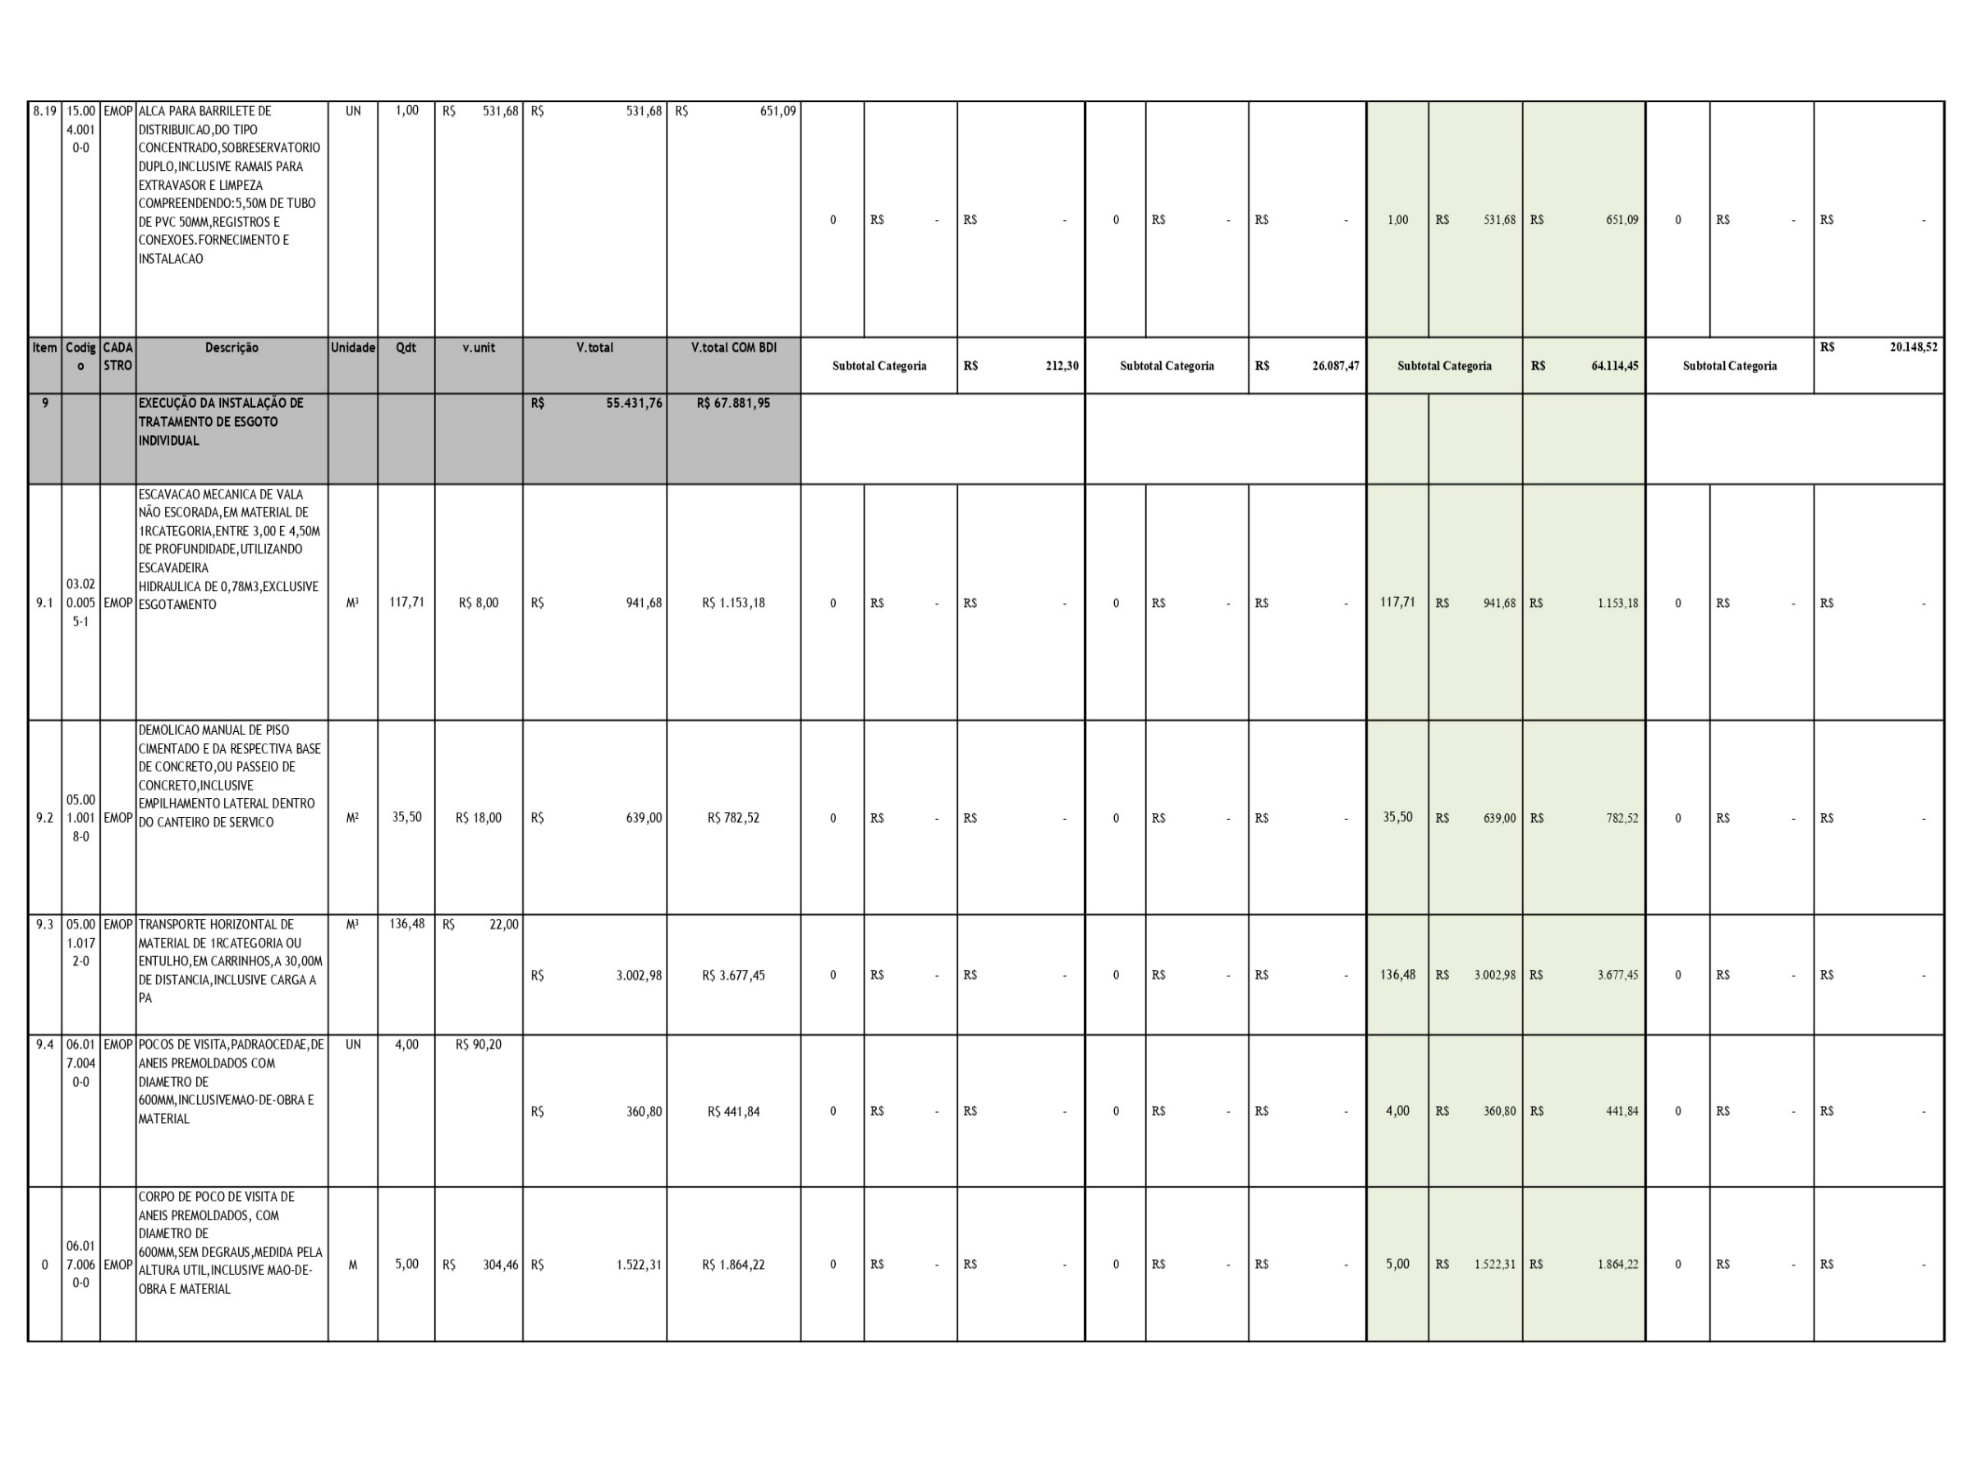 8.19 15.00 EMOP ALCA PARA BARRILETE DE UN 1,00 R$ 531,68 R$ 531,68 R$ 651,09
4.001 DISTRIBUICAO,DO TIPO
0-0 CONCENTRADO,SOBRESERVATORIO
DUPLO,INCLUSIVE RAMAIS PARA
EXTRAVASOR E LIMPEZA
COMPREENDENDO:5,50M DE TUBO
DE PVC 50MM,REGISTROS E 0 R$ - R$ - 0 R$ - R$ - 1,00 R$ 531,68 R$ 651,09 0 R$ - R$ -
CONEXOES.FORNECIMENTO E
INSTALACAO
Item Codig CADA Descrição Unidade Qdt v.unit V.total V.total COM BDI R$ 20.148,52
o STRO Subtotal Categoria R$ 212,30 Subtotal Categoria R$ 26.087,47 Subtotal Categoria R$ 64.114,45 Subtotal Categoria
9 EXECUÇÃO DA INSTALAÇÃO DE R$ 55.431,76 R$ 67.881,95
TRATAMENTO DE ESGOTO
INDIVIDUAL
ESCAVACAO MECANICA DE VALA
NÃO ESCORADA,EM MATERIAL DE
1RCATEGORIA,ENTRE 3,00 E 4,50M
DE PROFUNDIDADE,UTILIZANDO
ESCAVADEIRA
03.02 HIDRAULICA DE 0,78M3,EXCLUSIVE
9.1 0.005 EMOP ESGOTAMENTO M³ 117,71 R$ 8,00 R$ 941,68 R$ 1.153,18 0 R$ - R$ - 0 R$ - R$ - 117,71 R$ 941,68 R$ 1.153,18 0 R$ - R$ -
5-1
DEMOLICAO MANUAL DE PISO
CIMENTADO E DA RESPECTIVA BASE
DE CONCRETO,OU PASSEIO DE
CONCRETO,INCLUSIVE
05.00 EMPILHAMENTO LATERAL DENTRO
9.2 1.001 EMOP DO CANTEIRO DE SERVICO M² 35,50 R$ 18,00 R$ 639,00 R$ 782,52 0 R$ - R$ - 0 R$ - R$ - 35,50 R$ 639,00 R$ 782,52 0 R$ - R$ -
8-0
9.3 05.00 EMOP TRANSPORTE HORIZONTAL DE M³ 136,48 R$ 22,00
1.017 MATERIAL DE 1RCATEGORIA OU
2-0 ENTULHO,EM CARRINHOS,A 30,00M
DE DISTANCIA,INCLUSIVE CARGA A R$ 3.002,98 R$ 3.677,45 0 R$ - R$ - 0 R$ - R$ - 136,48 R$ 3.002,98 R$ 3.677,45 0 R$ - R$ -
PA
9.4 06.01 EMOP POCOS DE VISITA,PADRAOCEDAE,DE UN 4,00 R$ 90,20
7.004 ANEIS PREMOLDADOS COM
0-0 DIAMETRO DE
600MM,INCLUSIVEMAO-DE-OBRA E
MATERIAL R$ 360,80 R$ 441,84 0 R$ - R$ - 0 R$ - R$ - 4,00 R$ 360,80 R$ 441,84 0 R$ - R$ -
CORPO DE POCO DE VISITA DE
ANEIS PREMOLDADOS, COM
DIAMETRO DE
06.01 600MM,SEM DEGRAUS,MEDIDA PELA
0 7.006 EMOP ALTURA UTIL,INCLUSIVE MAO-DE- M 5,00 R$ 304,46 R$ 1.522,31 R$ 1.864,22 0 R$ - R$ - 0 R$ - R$ - 5,00 R$ 1.522,31 R$ 1.864,22 0 R$ - R$ -
0-0 OBRA E MATERIAL